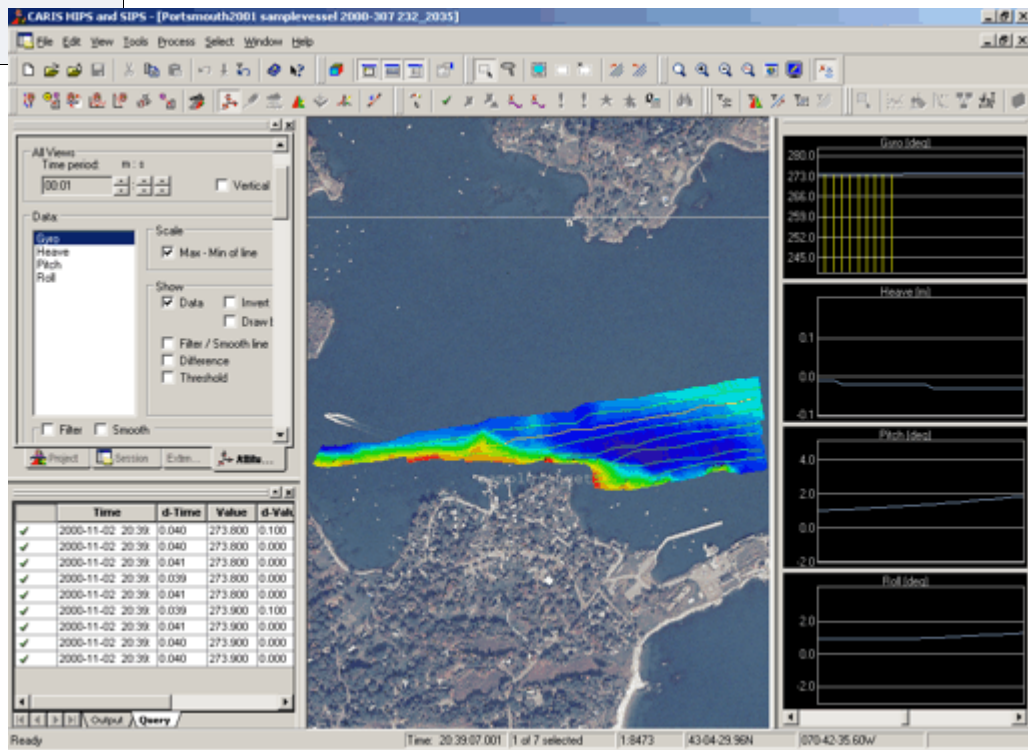 CARIS HIPS and SIPS - [Portsmouth2001 samplevessel 2000-307 232_2035]
File Edit View Tools Process Select Window Help
All Views
Time period: m : s
00:01
Vertical
Data:
Gyro
Heave
Pitch
Roll
Scale
Max - Min of line
Show
Data
Invert
Filter / Smooth line
Difference
Threshold
Filter
Smooth
Project
Session
Exten...
Attitu...
Time d-Time Value d-Valu
2000-11-02 20:39: 0.040 273.800 0.100
2000-11-02 20:39: 0.040 273.800 0.000
2000-11-02 20:39: 0.041 273.800 0.000
2000-11-02 20:39: 0.039 273.800 0.000
2000-11-02 20:39: 0.041 273.800 0.000
2000-11-02 20:39: 0.039 273.900 0.100
2000-11-02 20:39: 0.041 273.900 0.000
2000-11-02 20:39: 0.040 273.900 0.000
2000-11-02 20:39: 0.040 273.900 0.000
Output
Query
Gyro [deg]
280.0
273.0
266.0
259.0
252.0
245.0
Heave [m]
0.1
0.0
-0.1
Pitch [deg]
4.0
2.0
0.0
-2.0
Roll [deg]
2.0
0.0
-2.0
Ready
Time: 20:39:07.001
1 of 7 selected
1:8473
43-04-29.96N
070-42-35.60W